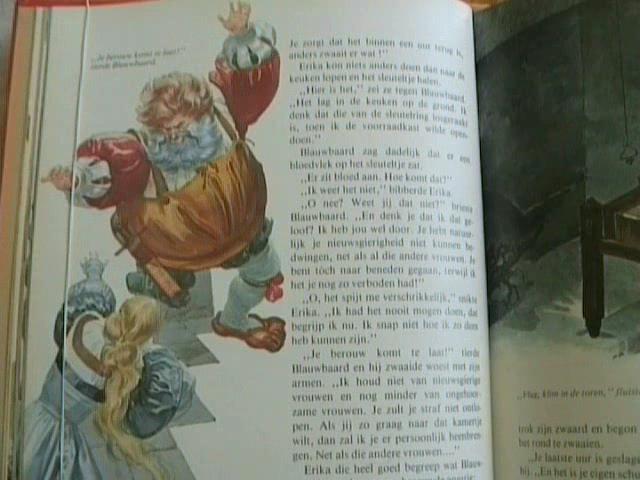 „Je berouw komt te laat!”
tierde Blauwbaard.
Je zorgt dat het binnen een uur terug is,
anders zwaait er wat!”
Erika kon niets anders doen dan naar de
keuken lopen en het sleuteltje halen.
„Hier is het,” zei ze tegen Blauwbaard.
„Het lag in de keuken op de grond. Ik
denk dat die van de sleutelring losgeraakt
is, toen ik de voorraadkast wilde open-
doen.”
Blauwbaard zag dadelijk dat er een
bloedvlek op het sleuteltje zat.
„Er zit bloed aan. Hoe komt dat?”
„Ik weet het niet,” bibberde Erika.
„O nee? Weet jij dat niet?” brieste
Blauwbaard. „En denk je dat ik dat ge-
loof? Ik heb jou wel door. Je hebt natuur-
lijk je nieuwsgierigheid niet kunnen be-
dwingen, net als al die andere vrouwen. Je
bent tóch naar beneden gegaan, terwijl ik
het je nog zo verboden had!”
„O, het spijt me verschrikkelijk,” snikte
Erika. „Ik had het nooit mogen doen, dat
begrijp ik nu. Ik snap niet hoe ik zo dom
heb kunnen zijn.”
„Je berouw komt te laat!” tierde
Blauwbaard en hij zwaaide woest met zijn
armen. „Ik houd niet van nieuwsgierige
vrouwen en nog minder van ongehoor-
zame vrouwen. Je zult je straf niet ontlo-
pen. Als jij zo graag naar dat kamertje
wilt, dan zal ik je er persoonlijk heenbren-
gen. Net als die andere vrouwen....”
Erika die heel goed begreep wat Blauw-
„Vlug, klim in de toren,” fluist
trok zijn zwaard en begon
het rond te zwaaien.
„Je laatste uur is geslage
hij. „En het is je eigen schu